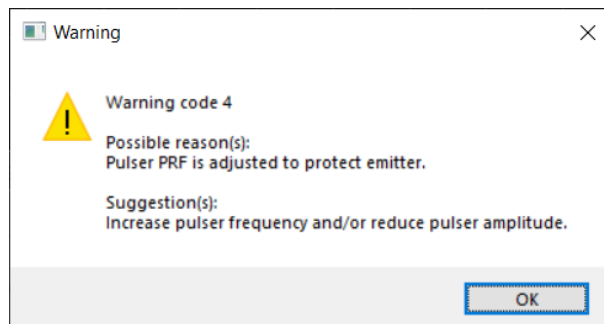 Warning
Warning code 4
Possible reason(s):
Pulser PRF is adjusted to protect emitter.
Suggestion(s):
Increase pulser frequency and/or reduce pulser amplitude.
OK